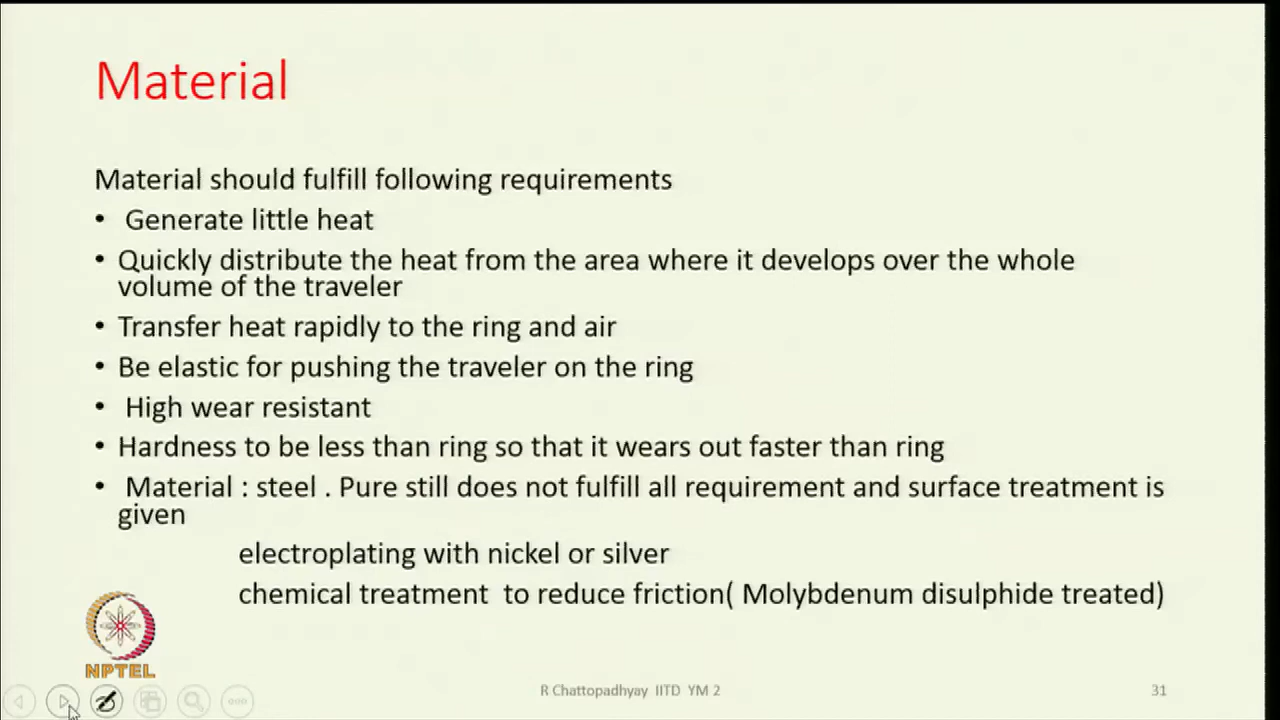 Material
Material should fulfill following requirements
• Generate little heat
• Quickly distribute the heat from the area where it develops over the whole
volume of the traveler
• Transfer heat rapidly to the ring and air
• Be elastic for pushing the traveler on the ring
• High wear resistant
• Hardness to be less than ring so that it wears out faster than ring
• Material : steel . Pure still does not fulfill all requirement and surface treatment is
given
electroplating with nickel or silver
chemical treatment to reduce friction( Molybdenum disulphide treated)
NPTEL
R Chattopadhyay IITD YM 2
31